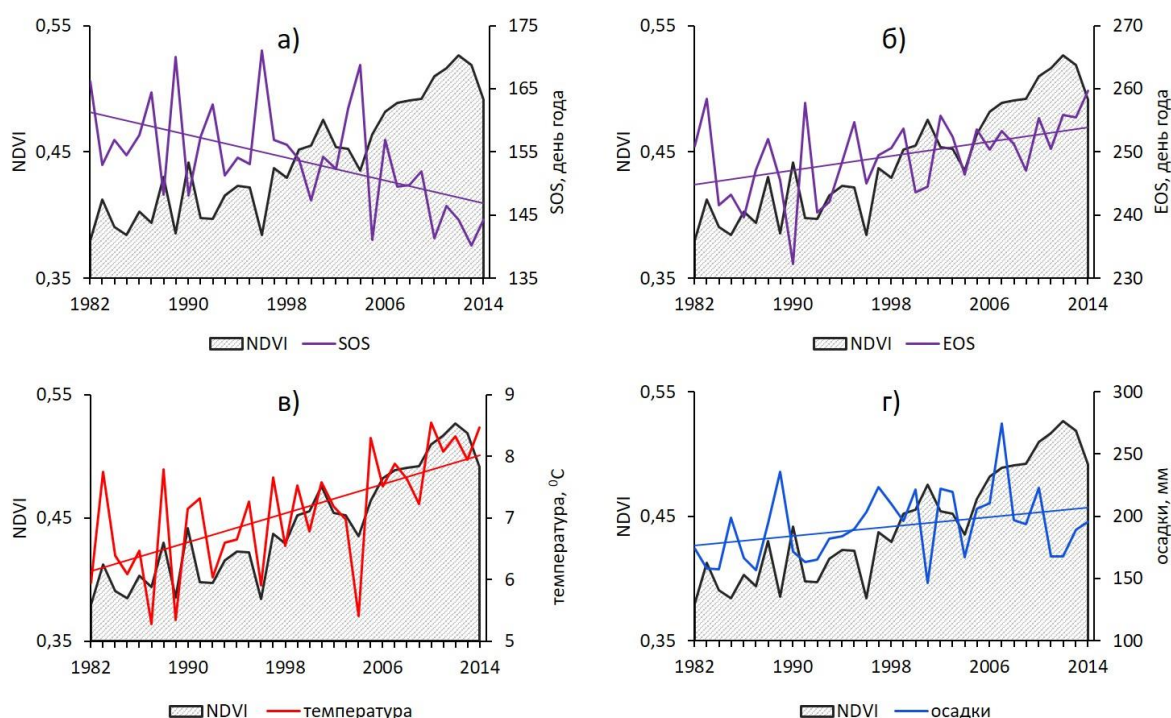 а)
NDVI
0,55
0,45
0,35
175
165
155
145
135
SOS, день года
1982 1990 1998 2006 2014
NDVI SOS
б)
NDVI
0,55
0,45
0,35
270
260
250
240
230
EOS, день года
1982 1990 1998 2006 2014
NDVI EOS
в)
NDVI
0,55
0,45
0,35
9
8
7
6
5
температура, ⁰С
1982 1990 1998 2006 2014
NDVI температура
г)
NDVI
0,55
0,45
0,35
300
250
200
150
100
осадки, мм
1982 1990 1998 2006 2014
NDVI осадки